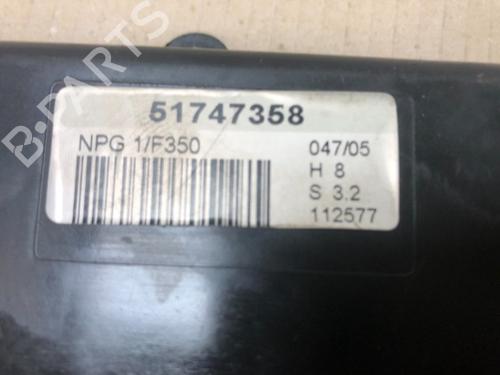 51747358
NPG 1/F350
047/05
H 8
S 3.2
112577
B-PARTS